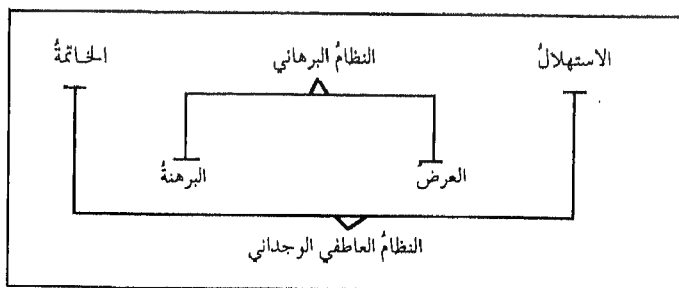 الاستهلالُ
النظامُ البرهاني
الخاتمةُ
العرضُ
البرهنةُ
النظامُ العاطفي الوجداني